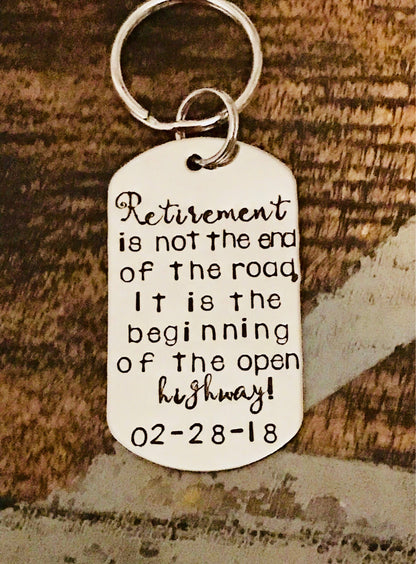 Retirement
is not the end
of the road,
It is the
beginning
of the open
highway!
02-28-18